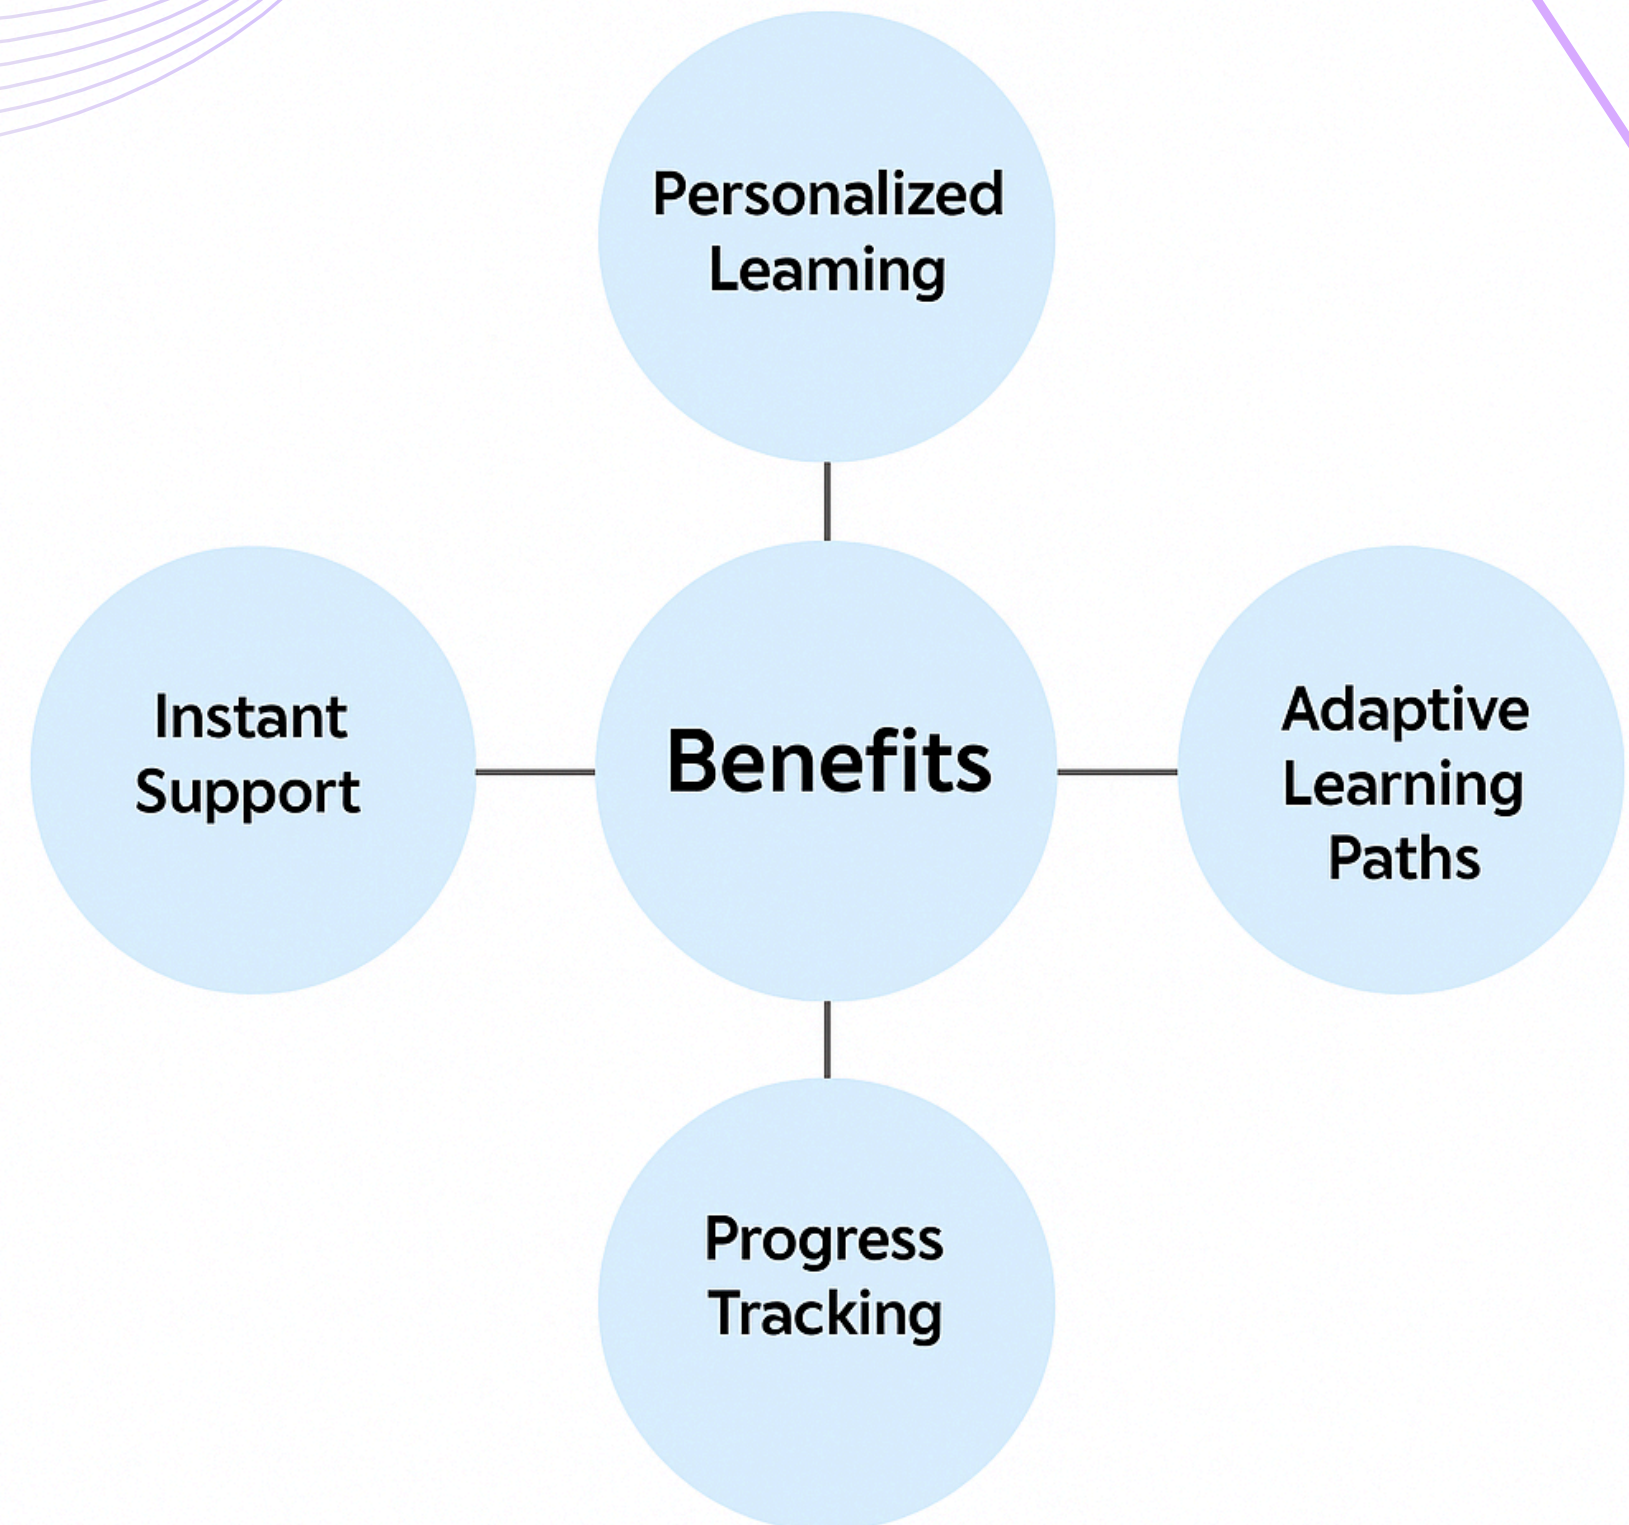 Personalized
Leaming
Instant
Support
Benefits
Adaptive
Learning
Paths
Progress
Tracking